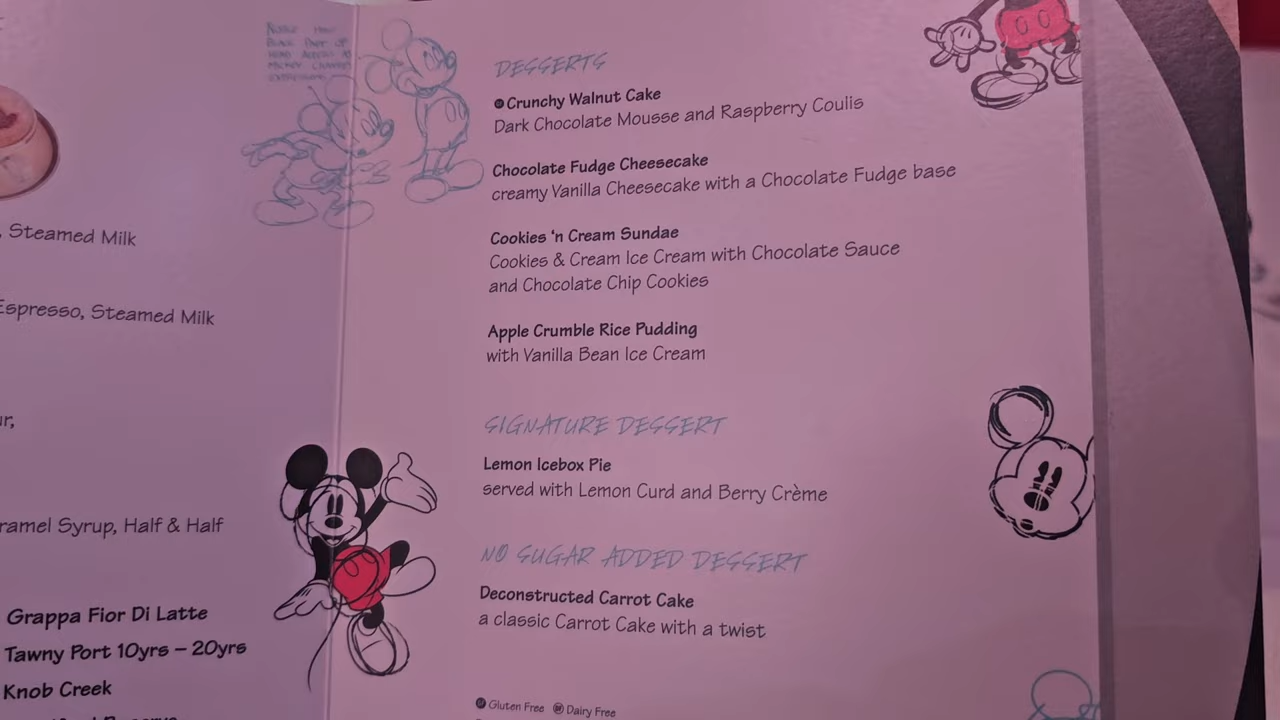 , Steamed Milk
Espresso, Steamed Milk
ur,
ramel Syrup, Half & Half
Grappa Fior Di Latte
Tawny Port 10yrs – 20yrs
Knob Creek
DESSERTS
Crunchy Walnut Cake
Dark Chocolate Mousse and Raspberry Coulis
Chocolate Fudge Cheesecake
creamy Vanilla Cheesecake with a Chocolate Fudge base
Cookies ‘n Cream Sundae
Cookies & Cream Ice Cream with Chocolate Sauce
and Chocolate Chip Cookies
Apple Crumble Rice Pudding
with Vanilla Bean Ice Cream
SIGNATURE DESSERT
Lemon Icebox Pie
served with Lemon Curd and Berry Crème
NO SUGAR ADDED DESSERT
Deconstructed Carrot Cake
a classic Carrot Cake with a twist
Gluten Free Dairy Free